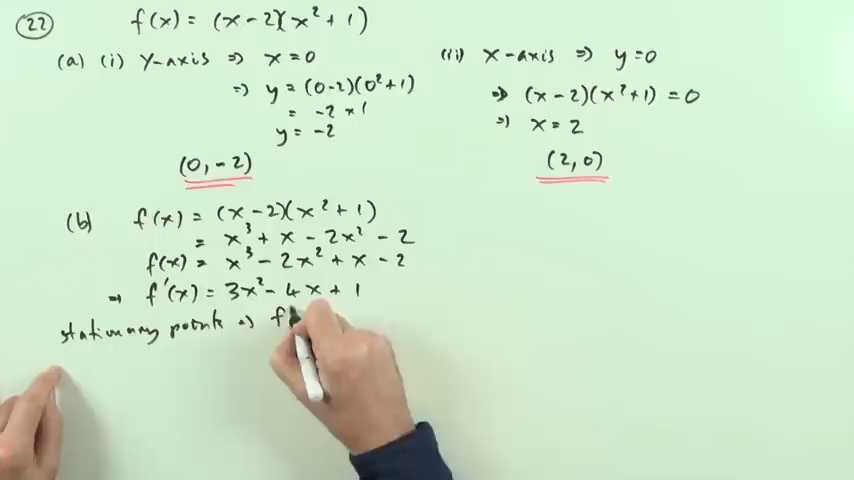 22 f(x) = (x-2)(x² + 1)
(a) (i) Y-axis ⇒ x = 0
⇒ y = (0-2)(0²+1)
= -2 × 1
y = -2
(0, -2)
(ii) X-axis ⇒ y = 0
⇒ (x-2)(x²+1) = 0
⇒ x = 2
(2, 0)
(b) f(x) = (x-2)(x² + 1)
= x³ + x - 2x² - 2
f(x) = x³ - 2x² + x - 2
⇒ f'(x) = 3x² - 4x + 1
stationary points ⇒ f